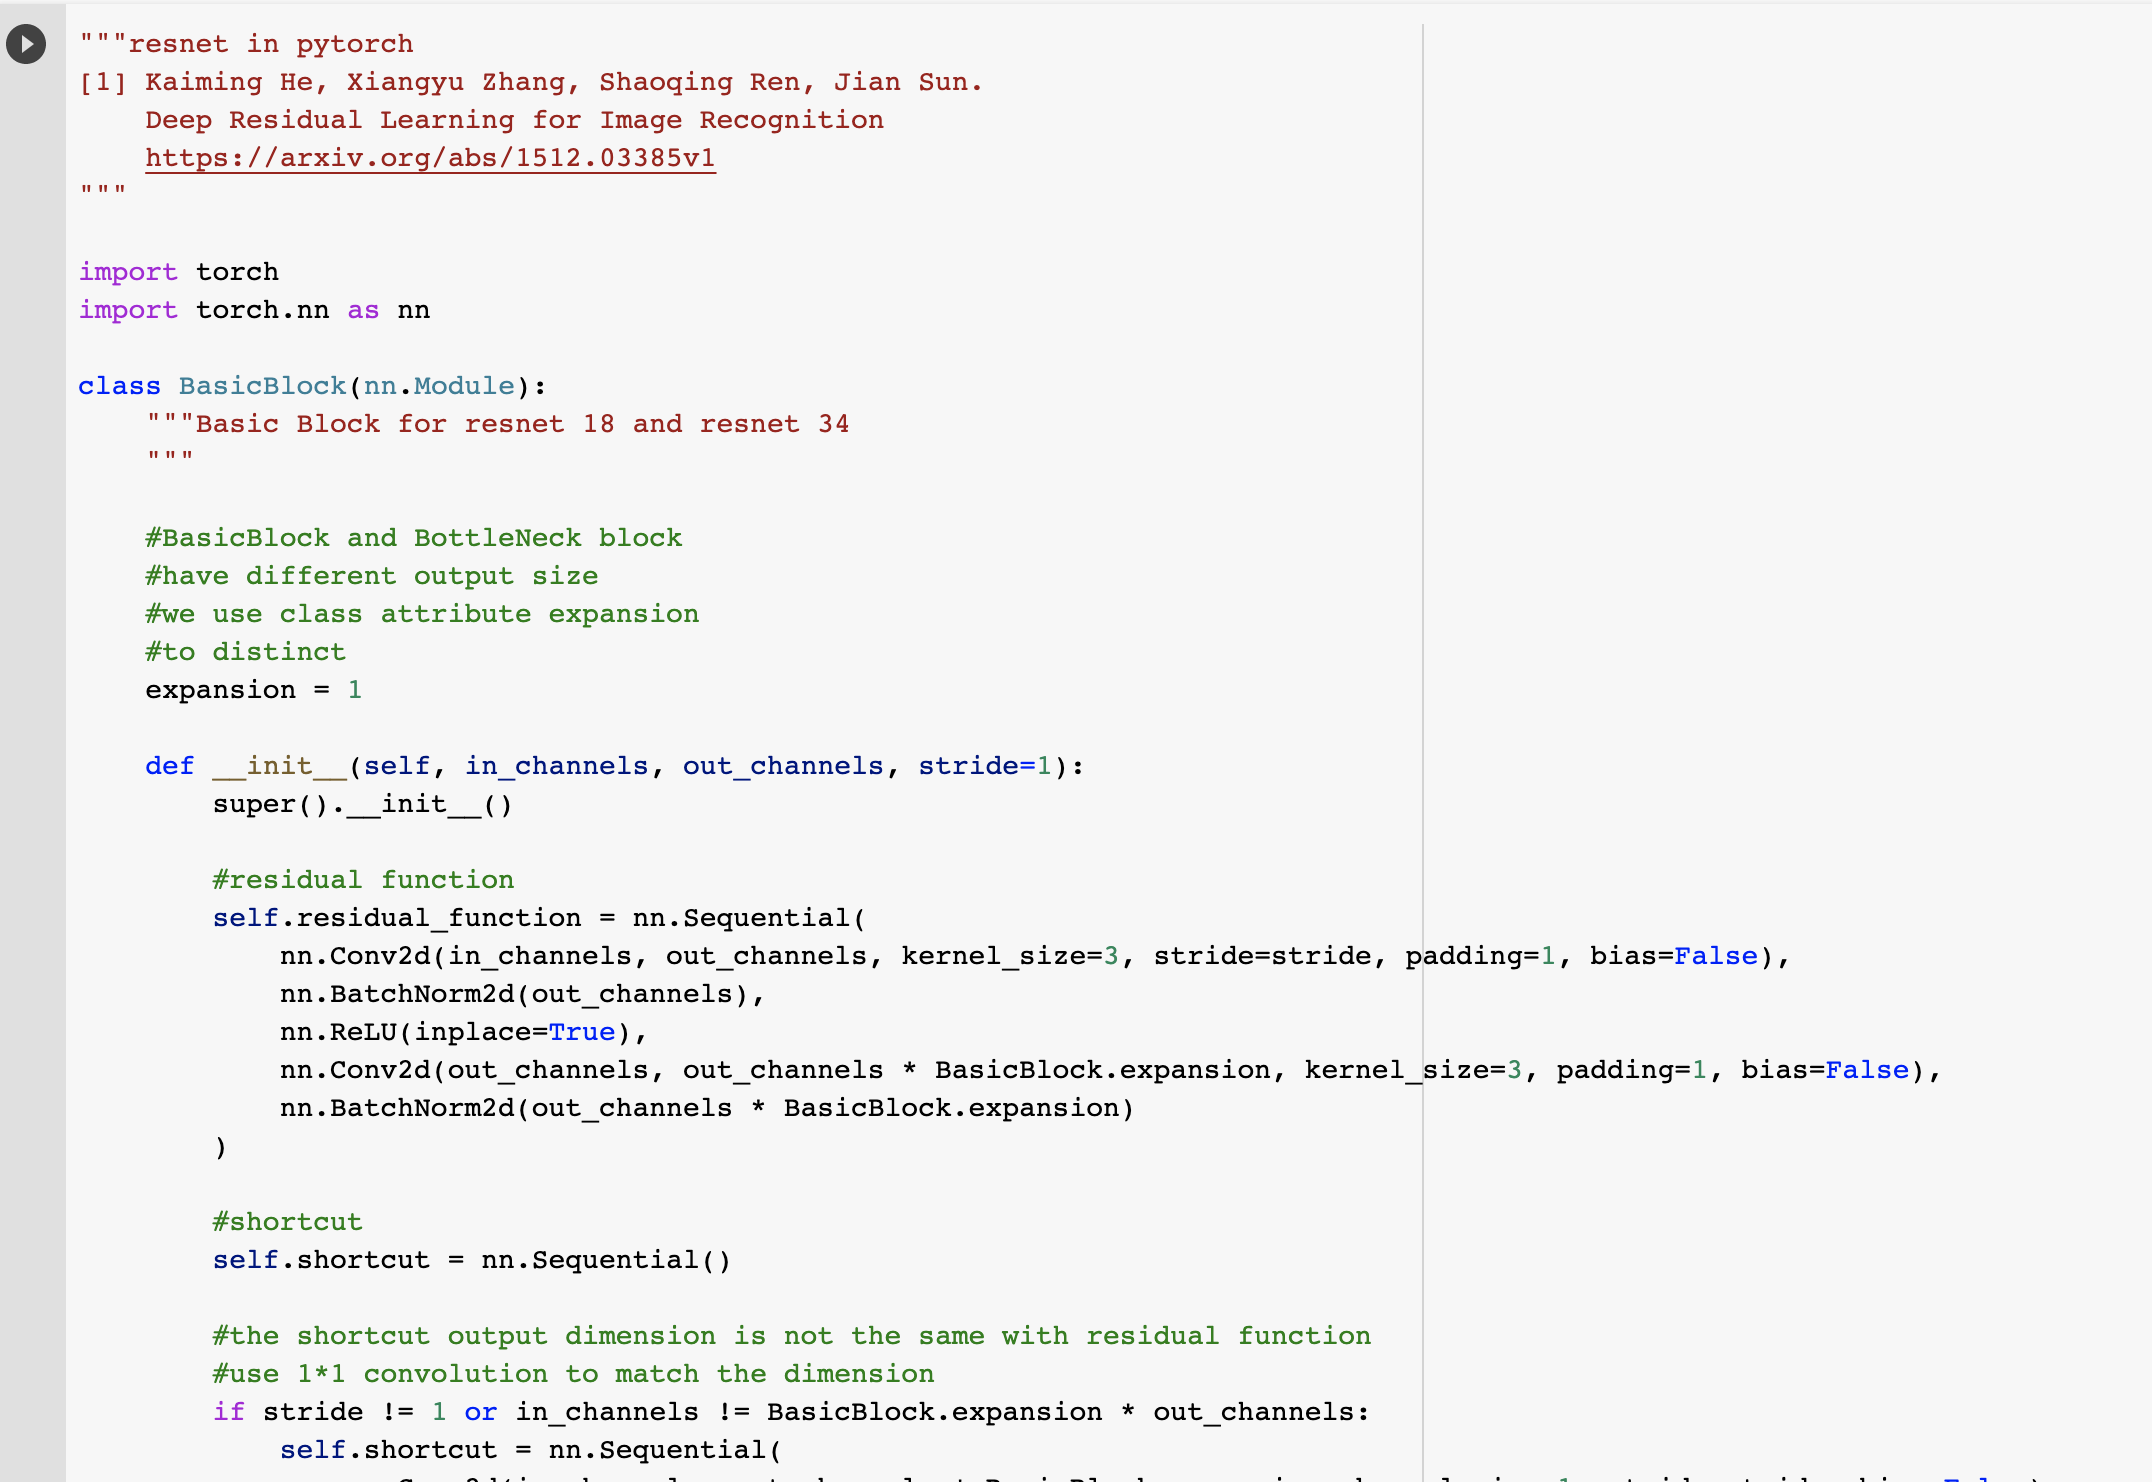 """resnet in pytorch
[1] Kaiming He, Xiangyu Zhang, Shaoqing Ren, Jian Sun.
    Deep Residual Learning for Image Recognition
    https://arxiv.org/abs/1512.03385v1
"""

import torch
import torch.nn as nn

class BasicBlock(nn.Module):
    """Basic Block for resnet 18 and resnet 34
    """

    #BasicBlock and BottleNeck block
    #have different output size
    #we use class attribute expansion
    #to distinct
    expansion = 1

    def __init__(self, in_channels, out_channels, stride=1):
        super().__init__()

        #residual function
        self.residual_function = nn.Sequential(
            nn.Conv2d(in_channels, out_channels, kernel_size=3, stride=stride, padding=1, bias=False),
            nn.BatchNorm2d(out_channels),
            nn.ReLU(inplace=True),
            nn.Conv2d(out_channels, out_channels * BasicBlock.expansion, kernel_size=3, padding=1, bias=False),
            nn.BatchNorm2d(out_channels * BasicBlock.expansion)
        )

        #shortcut
        self.shortcut = nn.Sequential()

        #the shortcut output dimension is not the same with residual function
        #use 1*1 convolution to match the dimension
        if stride != 1 or in_channels != BasicBlock.expansion * out_channels:
            self.shortcut = nn.Sequential(